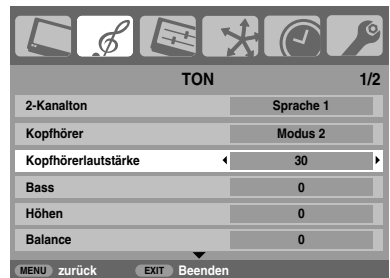 TON 1/2
2-Kanalton Sprache 1
Kopfhörer Modus 2
Kopfhörerlautstärke 30
Bass 0
Höhen 0
Balance 0
MENU zurück EXIT Beenden